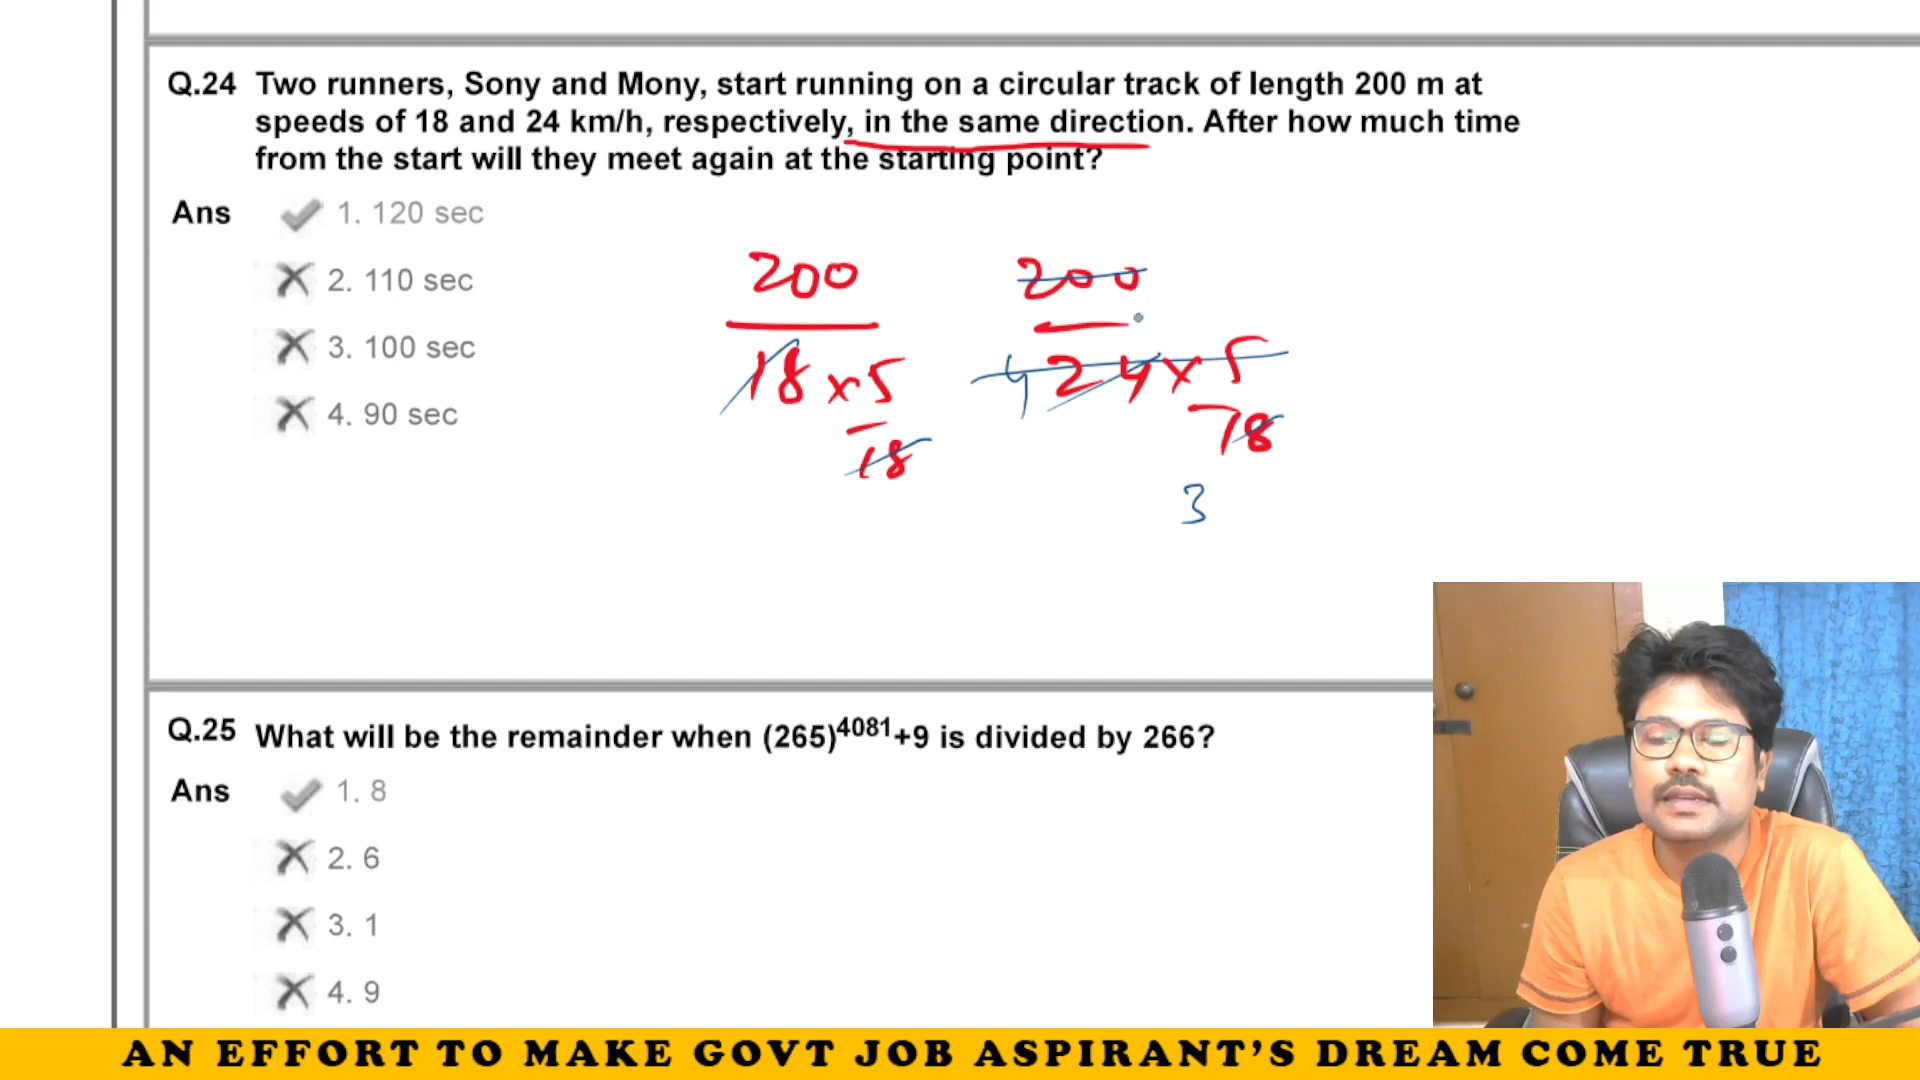 Q.24 Two runners, Sony and Mony, start running on a circular track of length 200 m at
speeds of 18 and 24 km/h, respectively, in the same direction. After how much time
from the start will they meet again at the starting point?
Ans 1. 120 sec
2. 110 sec
3. 100 sec
4. 90 sec
200 200
18 x 5 4 24 x 5
18 18
3
Q.25 What will be the remainder when (265)^4081+9 is divided by 266?
Ans 1. 8
2. 6
3. 1
4. 9
AN EFFORT TO MAKE GOVT JOB ASPIRANT'S DREAM COME TRUE